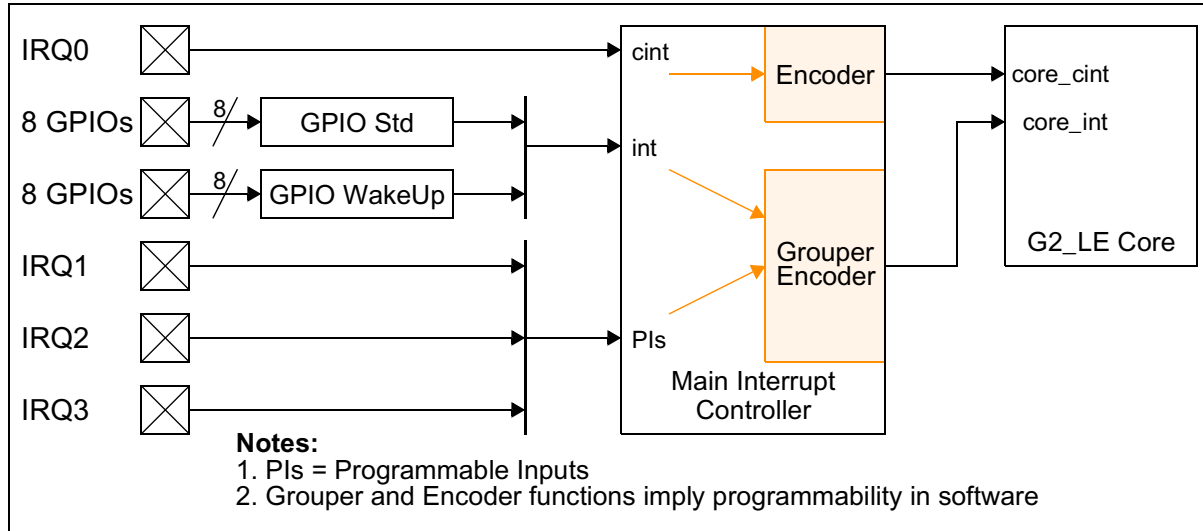 IRQ0
8 GPIOs
8
GPIO Std
8 GPIOs
8
GPIO WakeUp
IRQ1
IRQ2
IRQ3
cint
int
PIs
Encoder
Grouper
Encoder
Main Interrupt
Controller
core_cint
core_int
G2_LE Core
Notes:
1. PIs = Programmable Inputs
2. Grouper and Encoder functions imply programmability in software